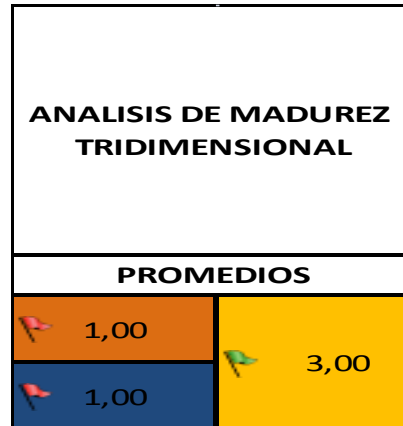 ANALISIS DE MADUREZ
TRIDIMENSIONAL
PROMEDIOS
1,00
3,00
1,00